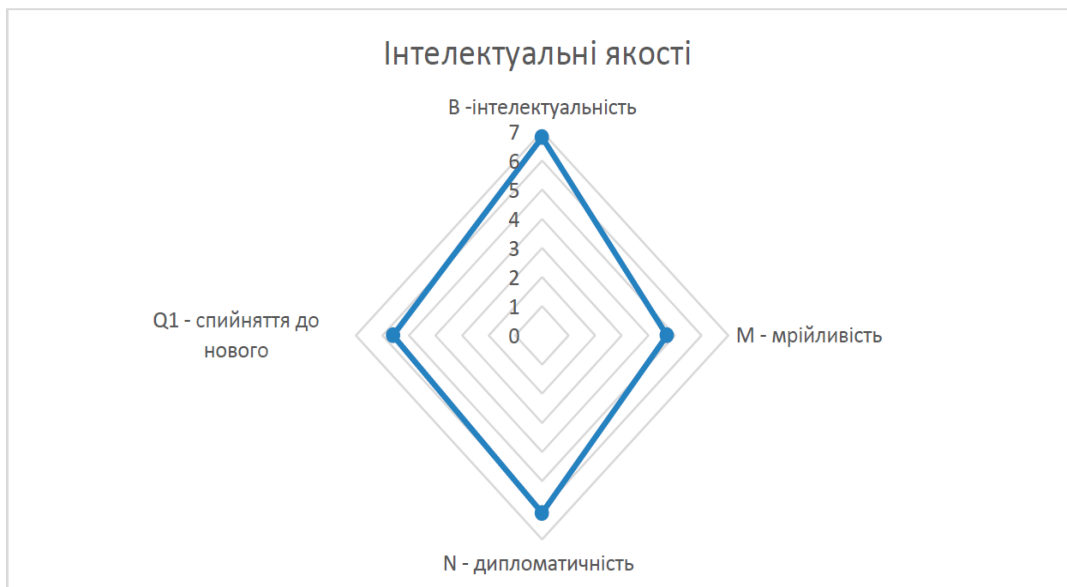 Інтелектуальні якості
В -інтелектуальність
7
6
5
4
3
2
1
0
Q1 - спийняття до
нового
М - мрійливість
N - дипломатичність